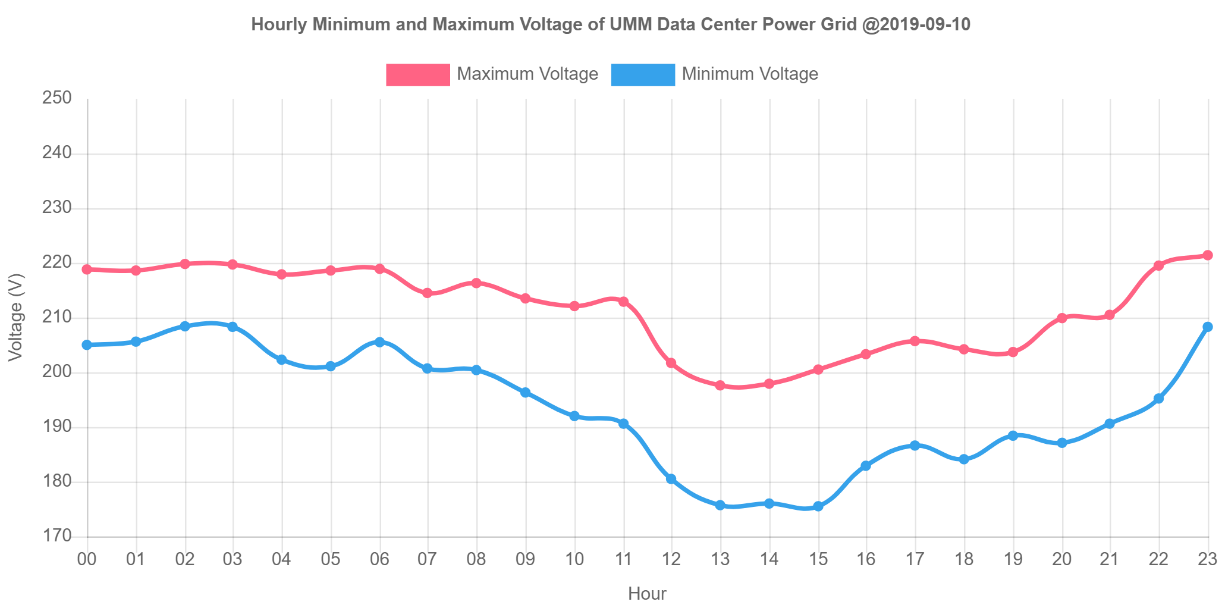 Hourly Minimum and Maximum Voltage of UMM Data Center Power Grid @2019-09-10
Maximum Voltage Minimum Voltage
250
240
230
220
210
200
190
180
170
Voltage (V)
00 01 02 03 04 05 06 07 08 09 10 11 12 13 14 15 16 17 18 19 20 21 22 23
Hour